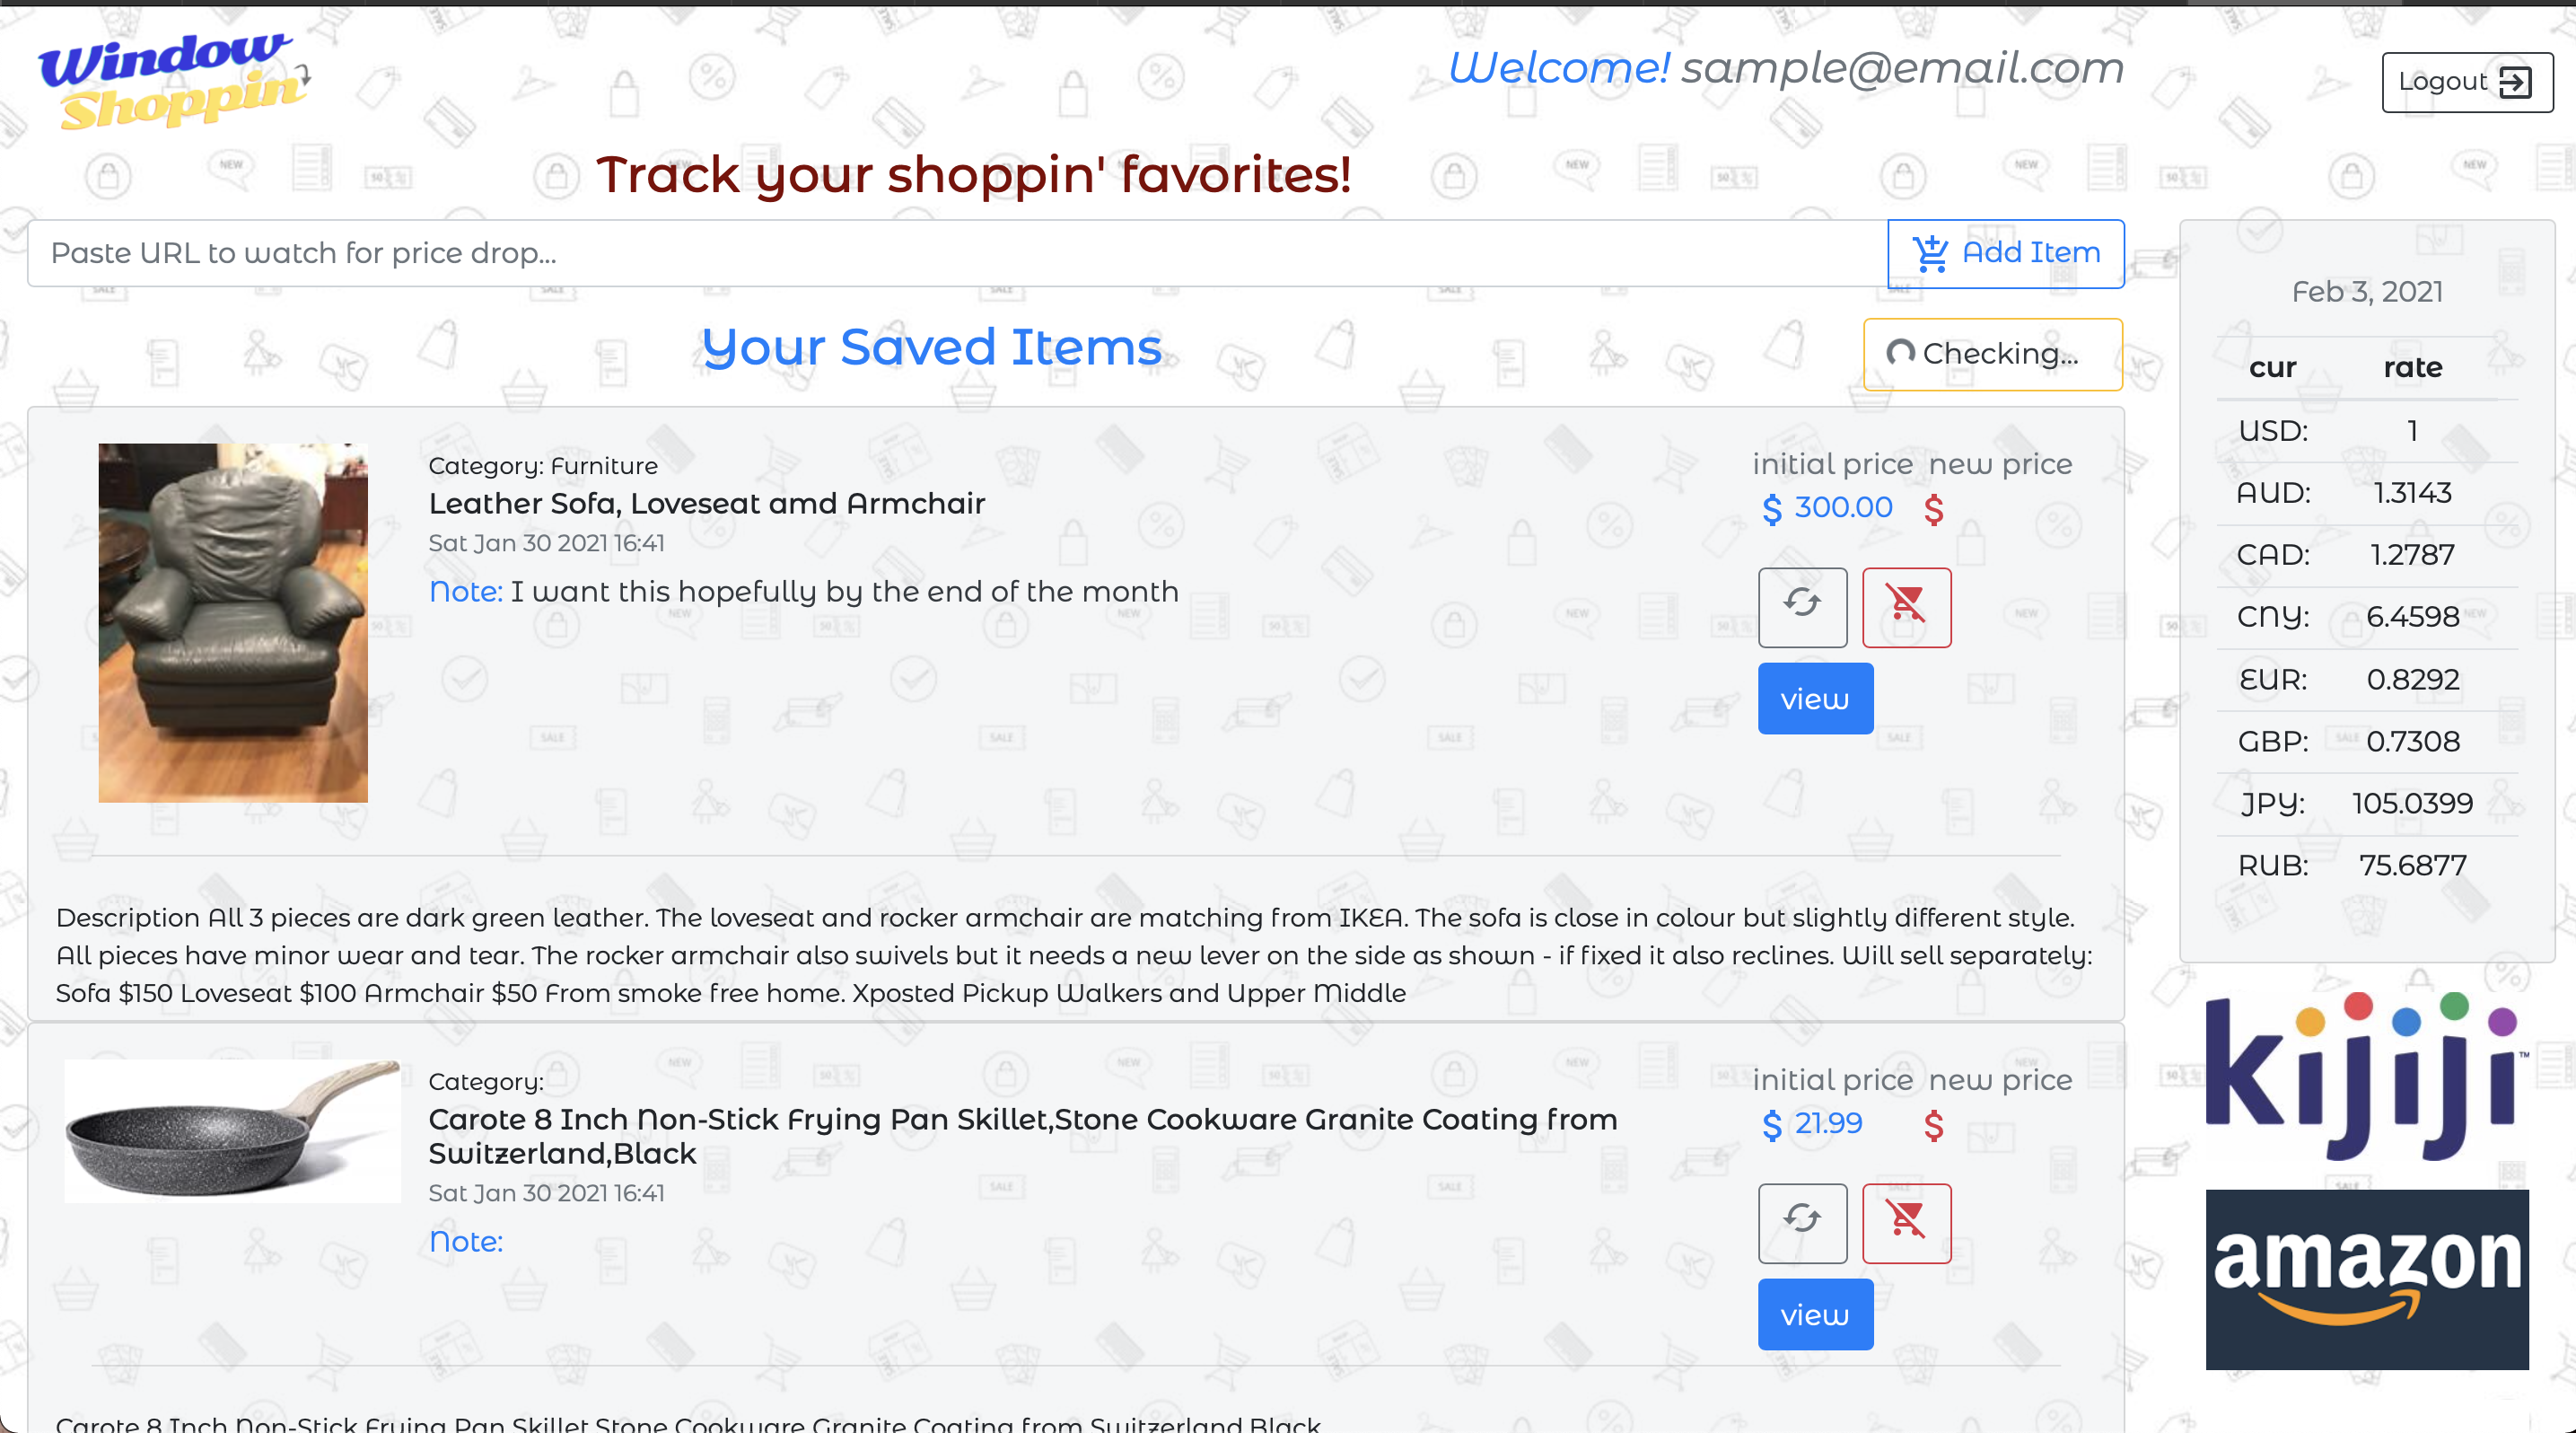 Window
Shoppin
Welcome! sample@email.com
Logout
Track your shoppin' favorites!
Paste URL to watch for price drop...
Add Item
Your Saved Items
Checking...
Category: Furniture
Leather Sofa, Loveseat amd Armchair
Sat Jan 30 2021 16:41
Note: I want this hopefully by the end of the month
initial price new price
$ 300.00 $
view
Description All 3 pieces are dark green leather. The loveseat and rocker armchair are matching from IKEA. The sofa is close in colour but slightly different style.
All pieces have minor wear and tear. The rocker armchair also swivels but it needs a new lever on the side as shown - if fixed it also reclines. Will sell separately:
Sofa $150 Loveseat $100 Armchair $50 From smoke free home. Xposted Pickup Walkers and Upper Middle
Category:
Carote 8 Inch Non-Stick Frying Pan Skillet,Stone Cookware Granite Coating from
Switzerland,Black
Sat Jan 30 2021 16:41
Note:
initial price new price
$ 21.99 $
view
Carote 8 Inch Non-Stick Frying Pan Skillet,Stone Cookware Granite Coating from Switzerland,Black
Feb 3, 2021
cur rate
USD: 1
AUD: 1.3143
CAD: 1.2787
CNY: 6.4598
EUR: 0.8292
GBP: 0.7308
JPY: 105.0399
RUB: 75.6877
kijiji™
amazon